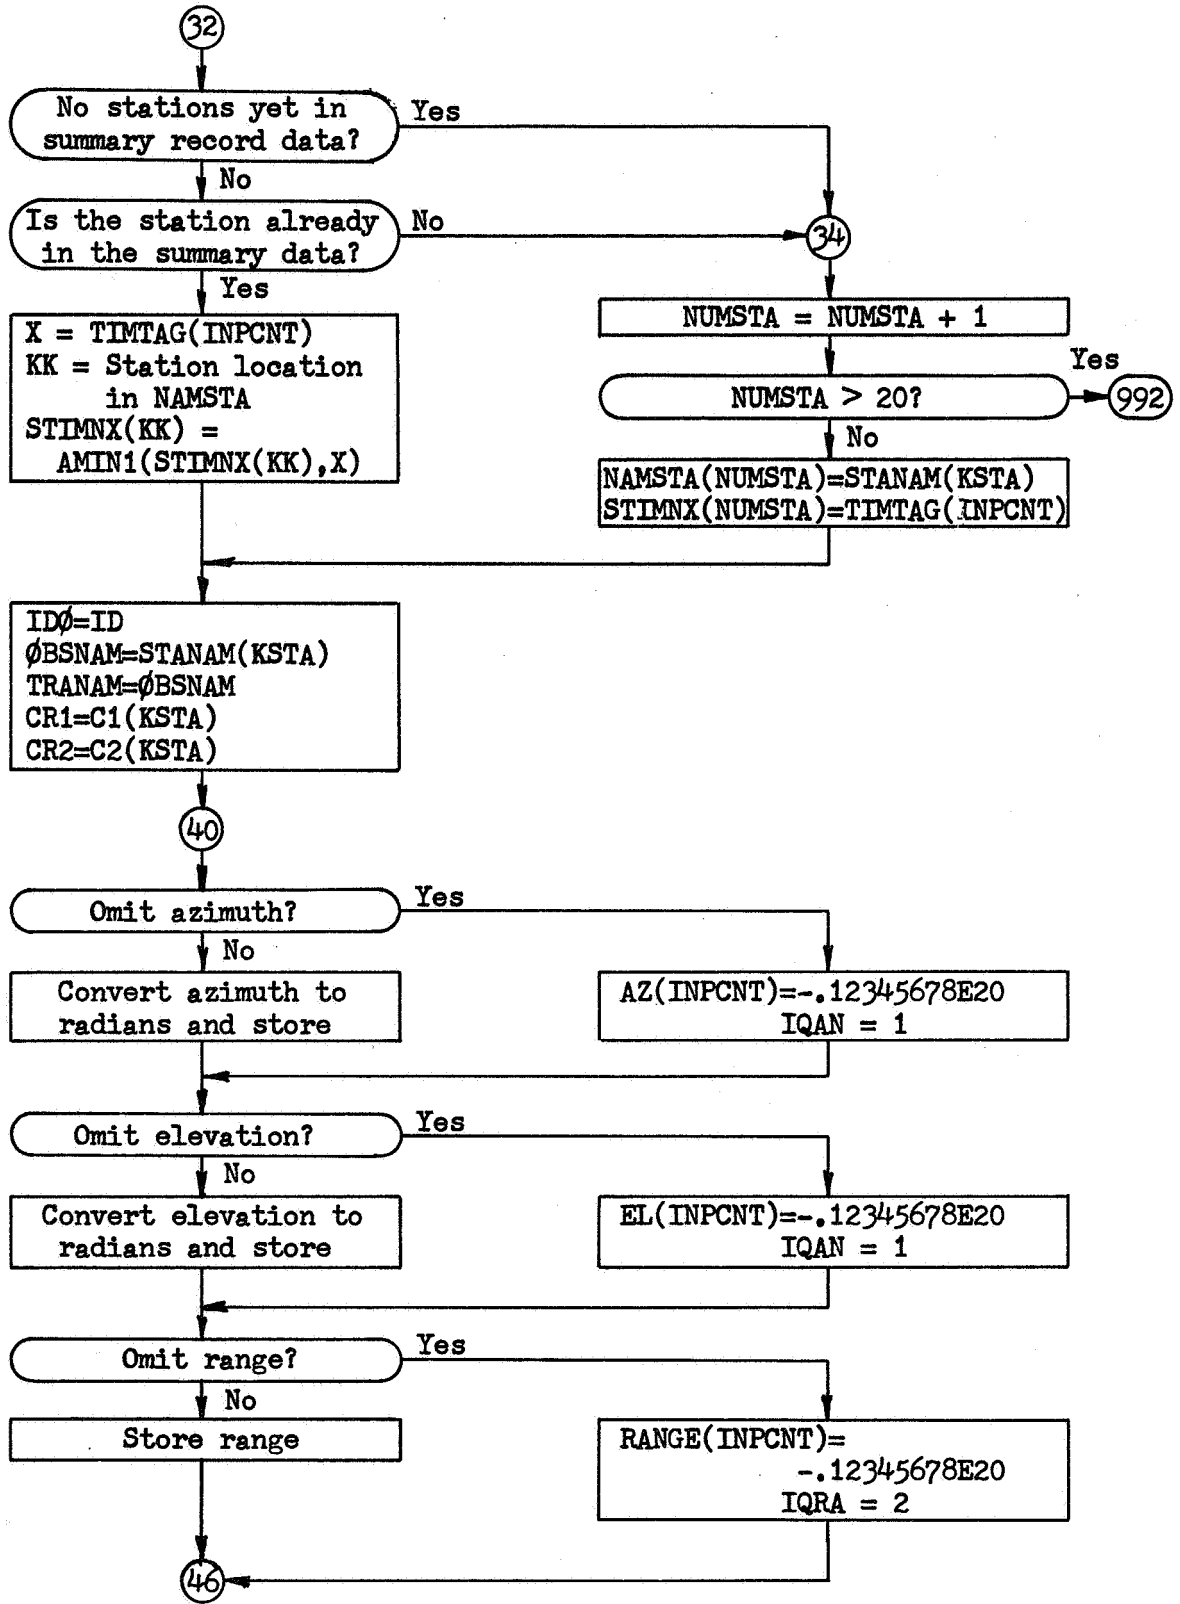 32
No stations yet in
summary record data?
Yes
No
Is the station already
in the summary data?
No
34
Yes
X = TIMTAG(INPCNT)
KK = Station location
in NAMSTA
STIMNX(KK) =
AMIN1(STIMNX(KK),X)
NUMSTA = NUMSTA + 1
NUMSTA > 20?
Yes
992
No
NAMSTA(NUMSTA)=STANAM(KSTA)
STIMNX(NUMSTA)=TIMTAG(INPCNT)
IDØ=ID
ØBSNAM=STANAM(KSTA)
TRANAM=ØBSNAM
CR1=C1(KSTA)
CR2=C2(KSTA)
40
Omit azimuth?
Yes
No
Convert azimuth to
radians and store
AZ(INPCNT)=-.12345678E20
IQAN = 1
Omit elevation?
Yes
No
Convert elevation to
radians and store
EL(INPCNT)=-.12345678E20
IQAN = 1
Omit range?
Yes
No
Store range
RANGE(INPCNT)=
-.12345678E20
IQRA = 2
46